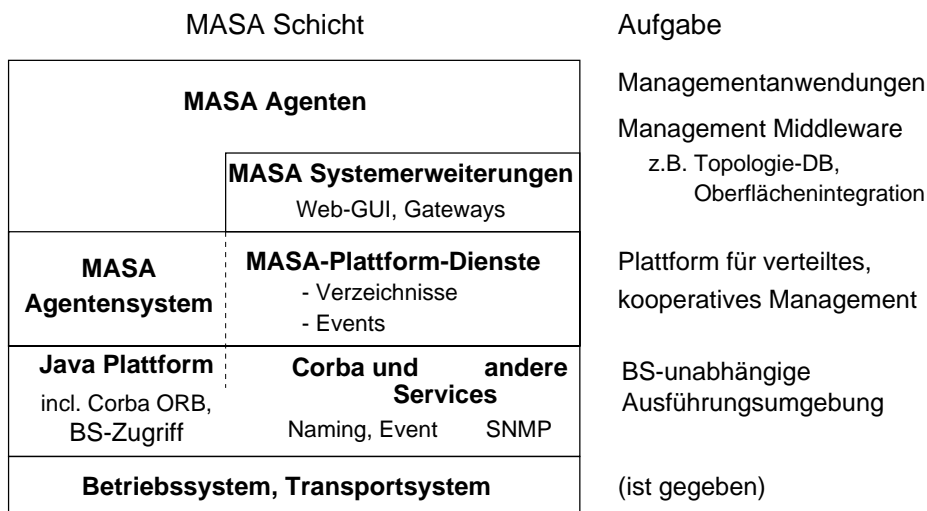 MASA Schicht
Aufgabe
MASA Agenten
Managementanwendungen
Management Middleware
z.B. Topologie-DB,
Oberflächenintegration
MASA Systemerweiterungen
Web-GUI, Gateways
MASA
Agentensystem
MASA-Plattform-Dienste
- Verzeichnisse
- Events
Plattform für verteiltes,
kooperatives Management
Java Plattform
incl. Corba ORB,
BS-Zugriff
Corba und andere
Services
Naming, Event SNMP
BS-unabhängige
Ausführungsumgebung
Betriebssystem, Transportsystem
(ist gegeben)